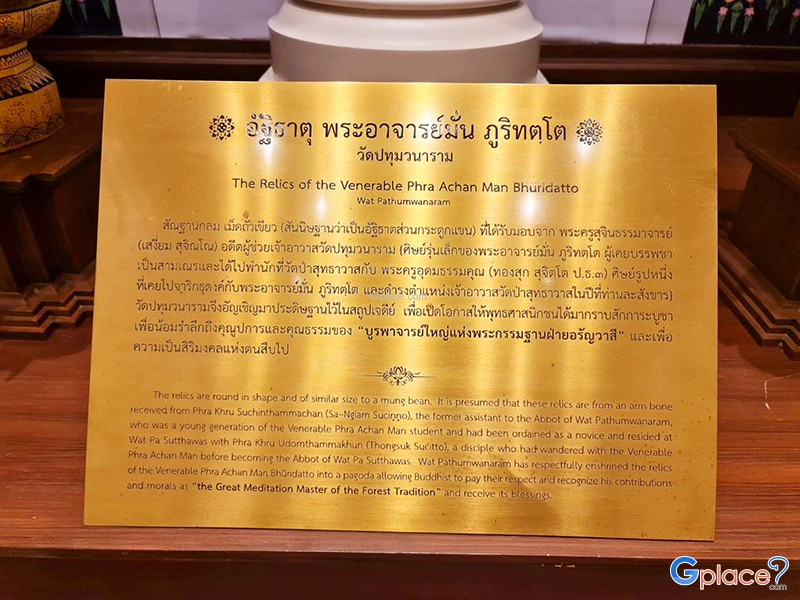 อัฐิธาตุ พระอาจารย์มั่น ภูริทตฺโต
วัดปทุมวนาราม
The Relics of the Venerable Phra Achan Man Bhūridatto
Wat Pathumwanaram
สัณฐานกลม เม็ดถั่วเขียว (สันนิษฐานว่าเป็นอัฐิธาตุส่วนกระดูกแขน) ที่ได้รับมอบจาก พระครูสุจินธรรมาจารย์
(เสงี่ยม สุจิณฺโณ) อดีตผู้ช่วยเจ้าอาวาสวัดปทุมวนาราม {ศิษย์รุ่นเล็กของพระอาจารย์มั่น ภูริทตฺโต ผู้เคยบรรพชา
เป็นสามเณรและได้ไปพำนักที่วัดป่าสุทธาวาสกับ พระครูอุดมธรรมคุณ (ทองสุก สุจิตฺโต ป.ธ.๓) ศิษย์รูปหนึ่ง
ที่เคยไปจาริกธุดงค์กับพระอาจารย์มั่น ภูริทตฺโต และดำรงตำแหน่งเจ้าอาวาสวัดป่าสุทธาวาสในปีที่ท่านละสังขาร}
วัดปทุมวนารามจึงอัญเชิญมาประดิษฐานไว้ในสถูปเจดีย์ เพื่อเปิดโอกาสให้พุทธศาสนิกชนได้มากราบสักการะบูชา
เพื่อน้อมรำลึกถึงคุณูปการและคุณธรรมของ “บูรพาจารย์ใหญ่แห่งพระกรรมฐานฝ่ายอรัญวาสี” และเพื่อ
ความเป็นสิริมงคลแห่งตนสืบไป
The relics are round in shape and of similar size to a mung bean. It is presumed that these relics are from an arm bone
received from Phra Khru Suchinthammachan (Sa-Ngiam Suciṇṇo), the former assistant to the Abbot of Wat Pathumwanaram,
who was a young generation of the Venerable Phra Achan Man student and had been ordained as a novice and resided at
Wat Pa Sutthawas with Phra Khru Udomthammakhun (Thongsuk Sucitto), a disciple who had wandered with the Venerable
Phra Achan Man before becoming the Abbot of Wat Pa Sutthawas. Wat Pathumwanaram has respectfully enshrined the relics
of the Venerable Phra Achan Man Bhūridatto into a pagoda allowing Buddhist to pay their respect and recognize his contributions
and morals as “the Great Meditation Master of the Forest Tradition” and receive its blessings.
Gplace?.com